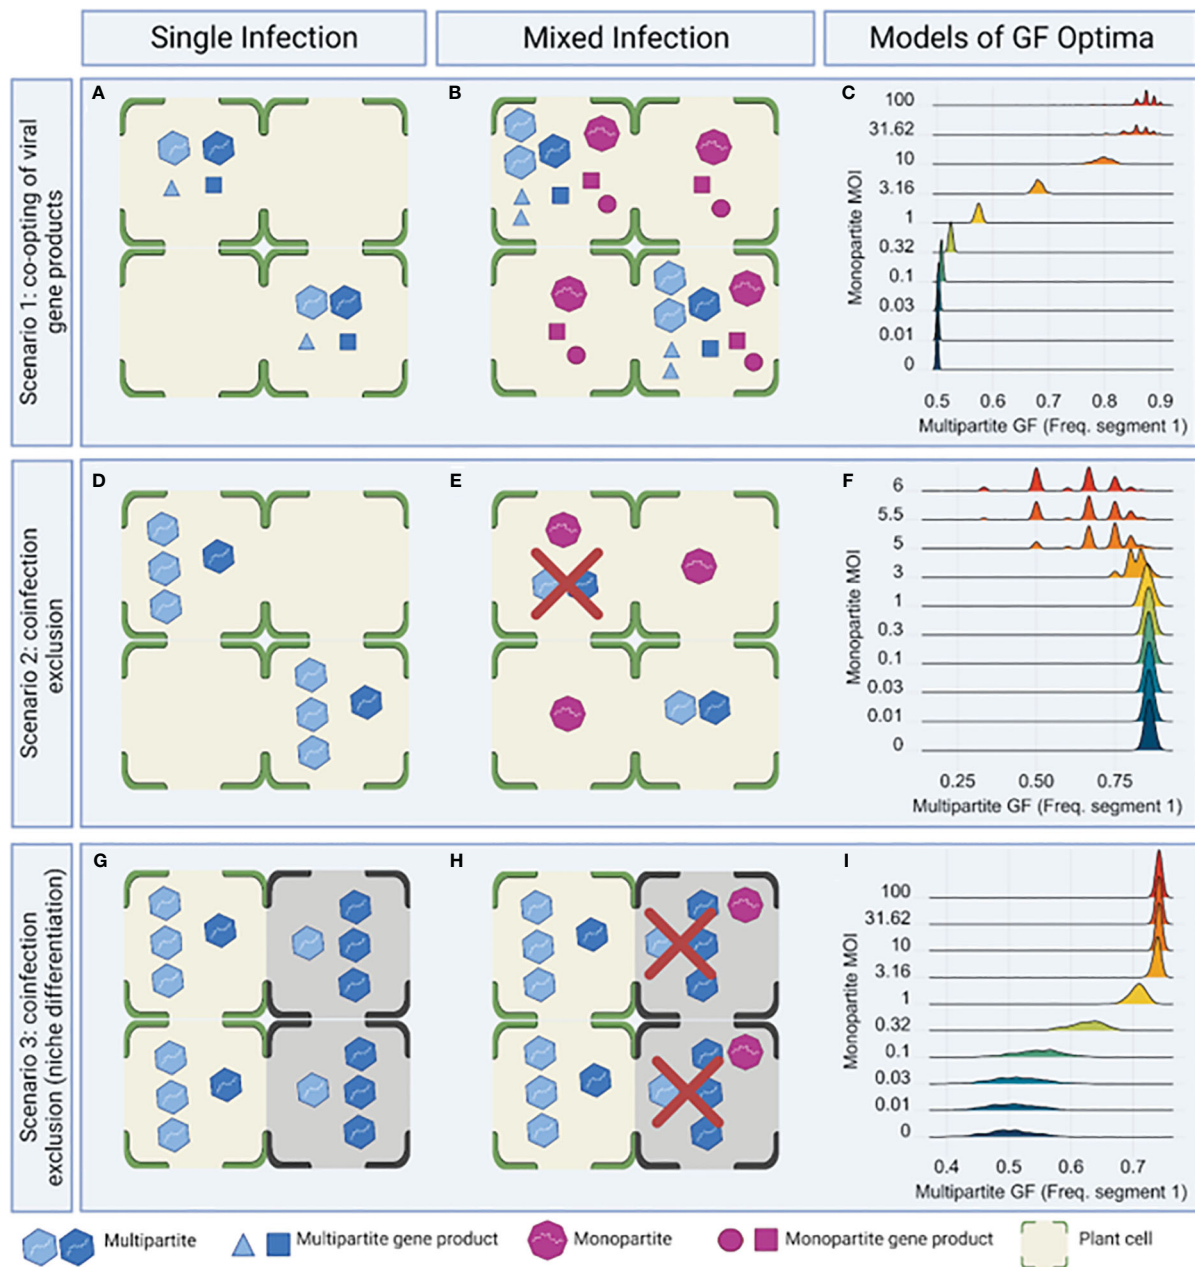 Single Infection
Mixed Infection
Models of GF Optima
Scenario 1: co-opting of viral
gene products
A
B
C
Monopartite MOI
100
31.62
10
3.16
1
0.32
0.1
0.03
0.01
0
0.5 0.6 0.7 0.8 0.9
Multipartite GF (Freq. segment 1)
Scenario 2: coinfection
exclusion
D
E
F
Monopartite MOI
6
5.5
5
3
1
0.3
0.1
0.03
0.01
0
0.25 0.50 0.75
Multipartite GF (Freq. segment 1)
Scenario 3: coinfection
exclusion (niche differentiation)
G
H
I
Monopartite MOI
100
31.62
10
3.16
1
0.32
0.1
0.03
0.01
0
0.4 0.5 0.6 0.7
Multipartite GF (Freq. segment 1)
Multipartite
Multipartite gene product
Monopartite
Monopartite gene product
Plant cell